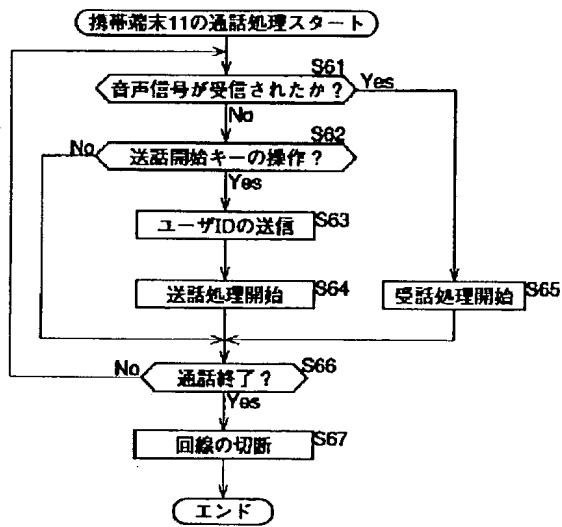 携帯端末11の通話処理スタート
S61
音声信号が受信されたか？
Yes
No
S62
No
送話開始キーの操作？
Yes
ユーザIDの送信
S63
送話処理開始
S64
受話処理開始
S65
No
通話終了？
S66
Yes
回線の切断
S67
エンド